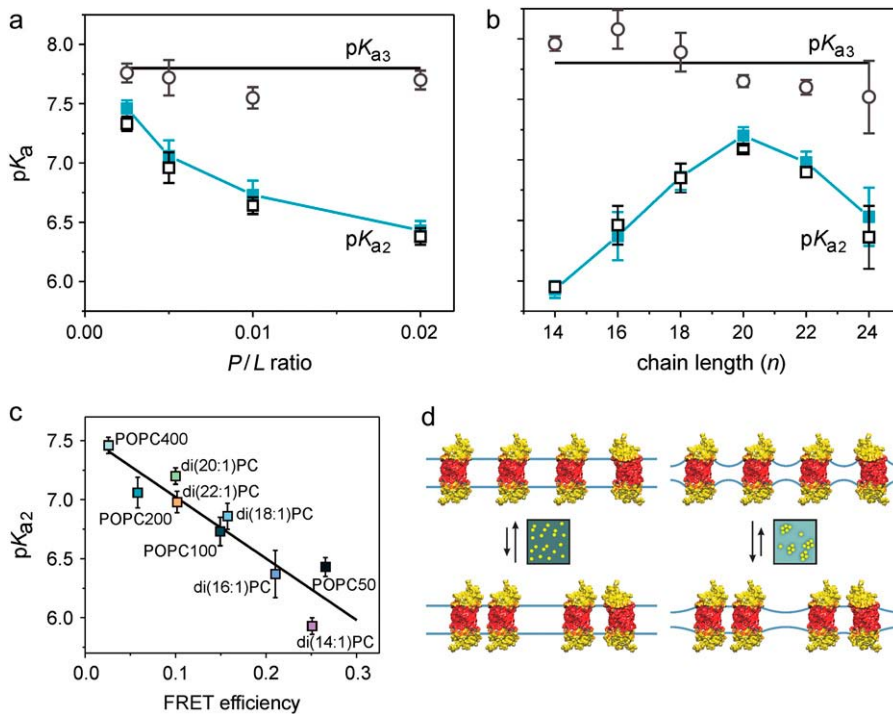 a
8.0
7.5
7.0
6.5
6.0
pKa
pKa3
pKa2
0.00
0.01
0.02
P/L ratio
b
pKa3
pKa2
14
16
18
20
22
24
chain length (n)
c
7.5
7.0
6.5
6.0
pKa2
POPC400
di(20:1)PC
di(22:1)PC
POPC200
di(18:1)PC
POPC100
di(16:1)PC
POPC50
di(14:1)PC
0.0
0.1
0.2
0.3
FRET efficiency
d